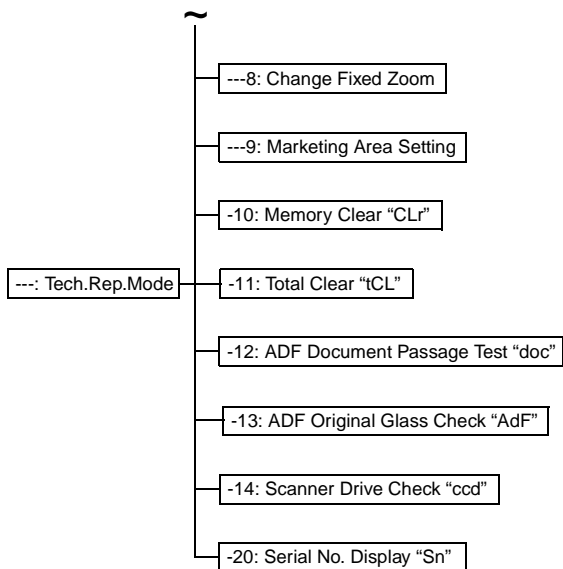 ~
---8: Change Fixed Zoom
---9: Marketing Area Setting
-10: Memory Clear “CLr”
---: Tech.Rep.Mode
-11: Total Clear “tCL”
-12: ADF Document Passage Test “doc”
-13: ADF Original Glass Check “AdF”
-14: Scanner Drive Check “ccd”
-20: Serial No. Display “Sn”